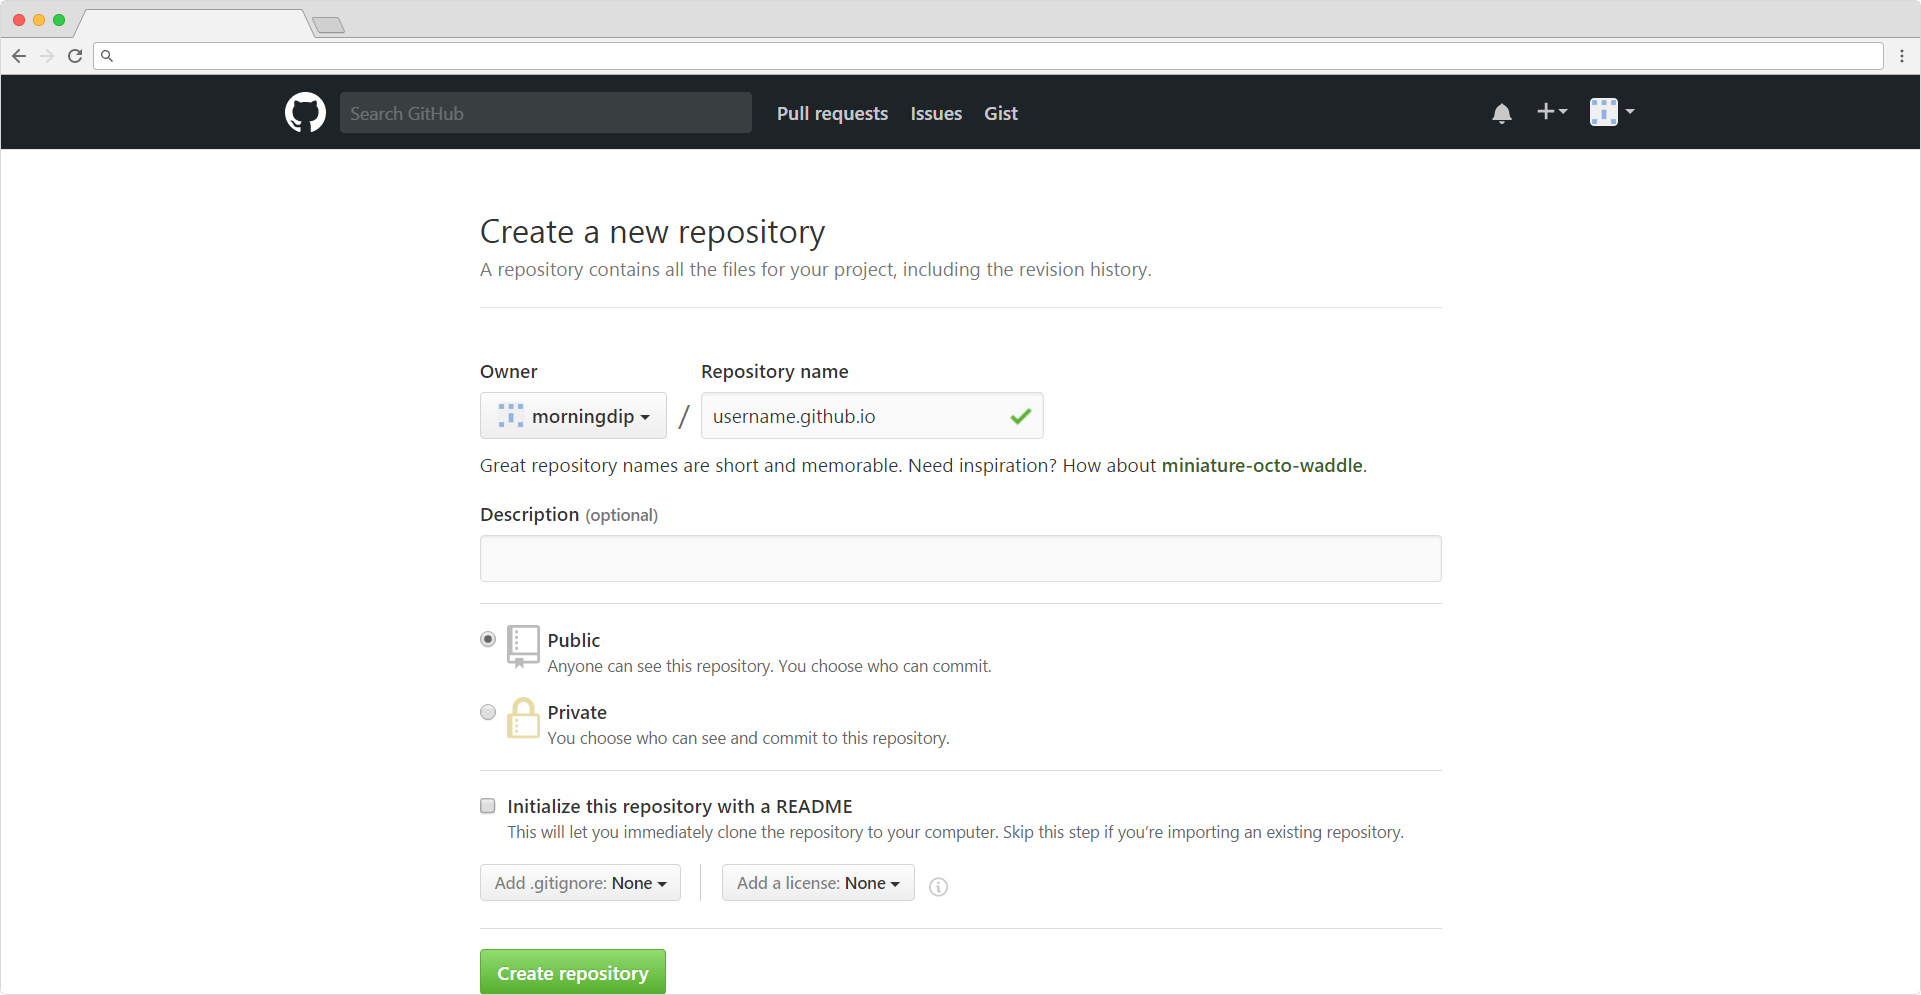 Search GitHub
Pull requests Issues Gist
Create a new repository
A repository contains all the files for your project, including the revision history.
Owner Repository name
morningdip / username.github.io
Great repository names are short and memorable. Need inspiration? How about miniature-octo-waddle.
Description (optional)
Public
Anyone can see this repository. You choose who can commit.
Private
You choose who can see and commit to this repository.
Initialize this repository with a README
This will let you immediately clone the repository to your computer. Skip this step if you’re importing an existing repository.
Add .gitignore: None Add a license: None
Create repository